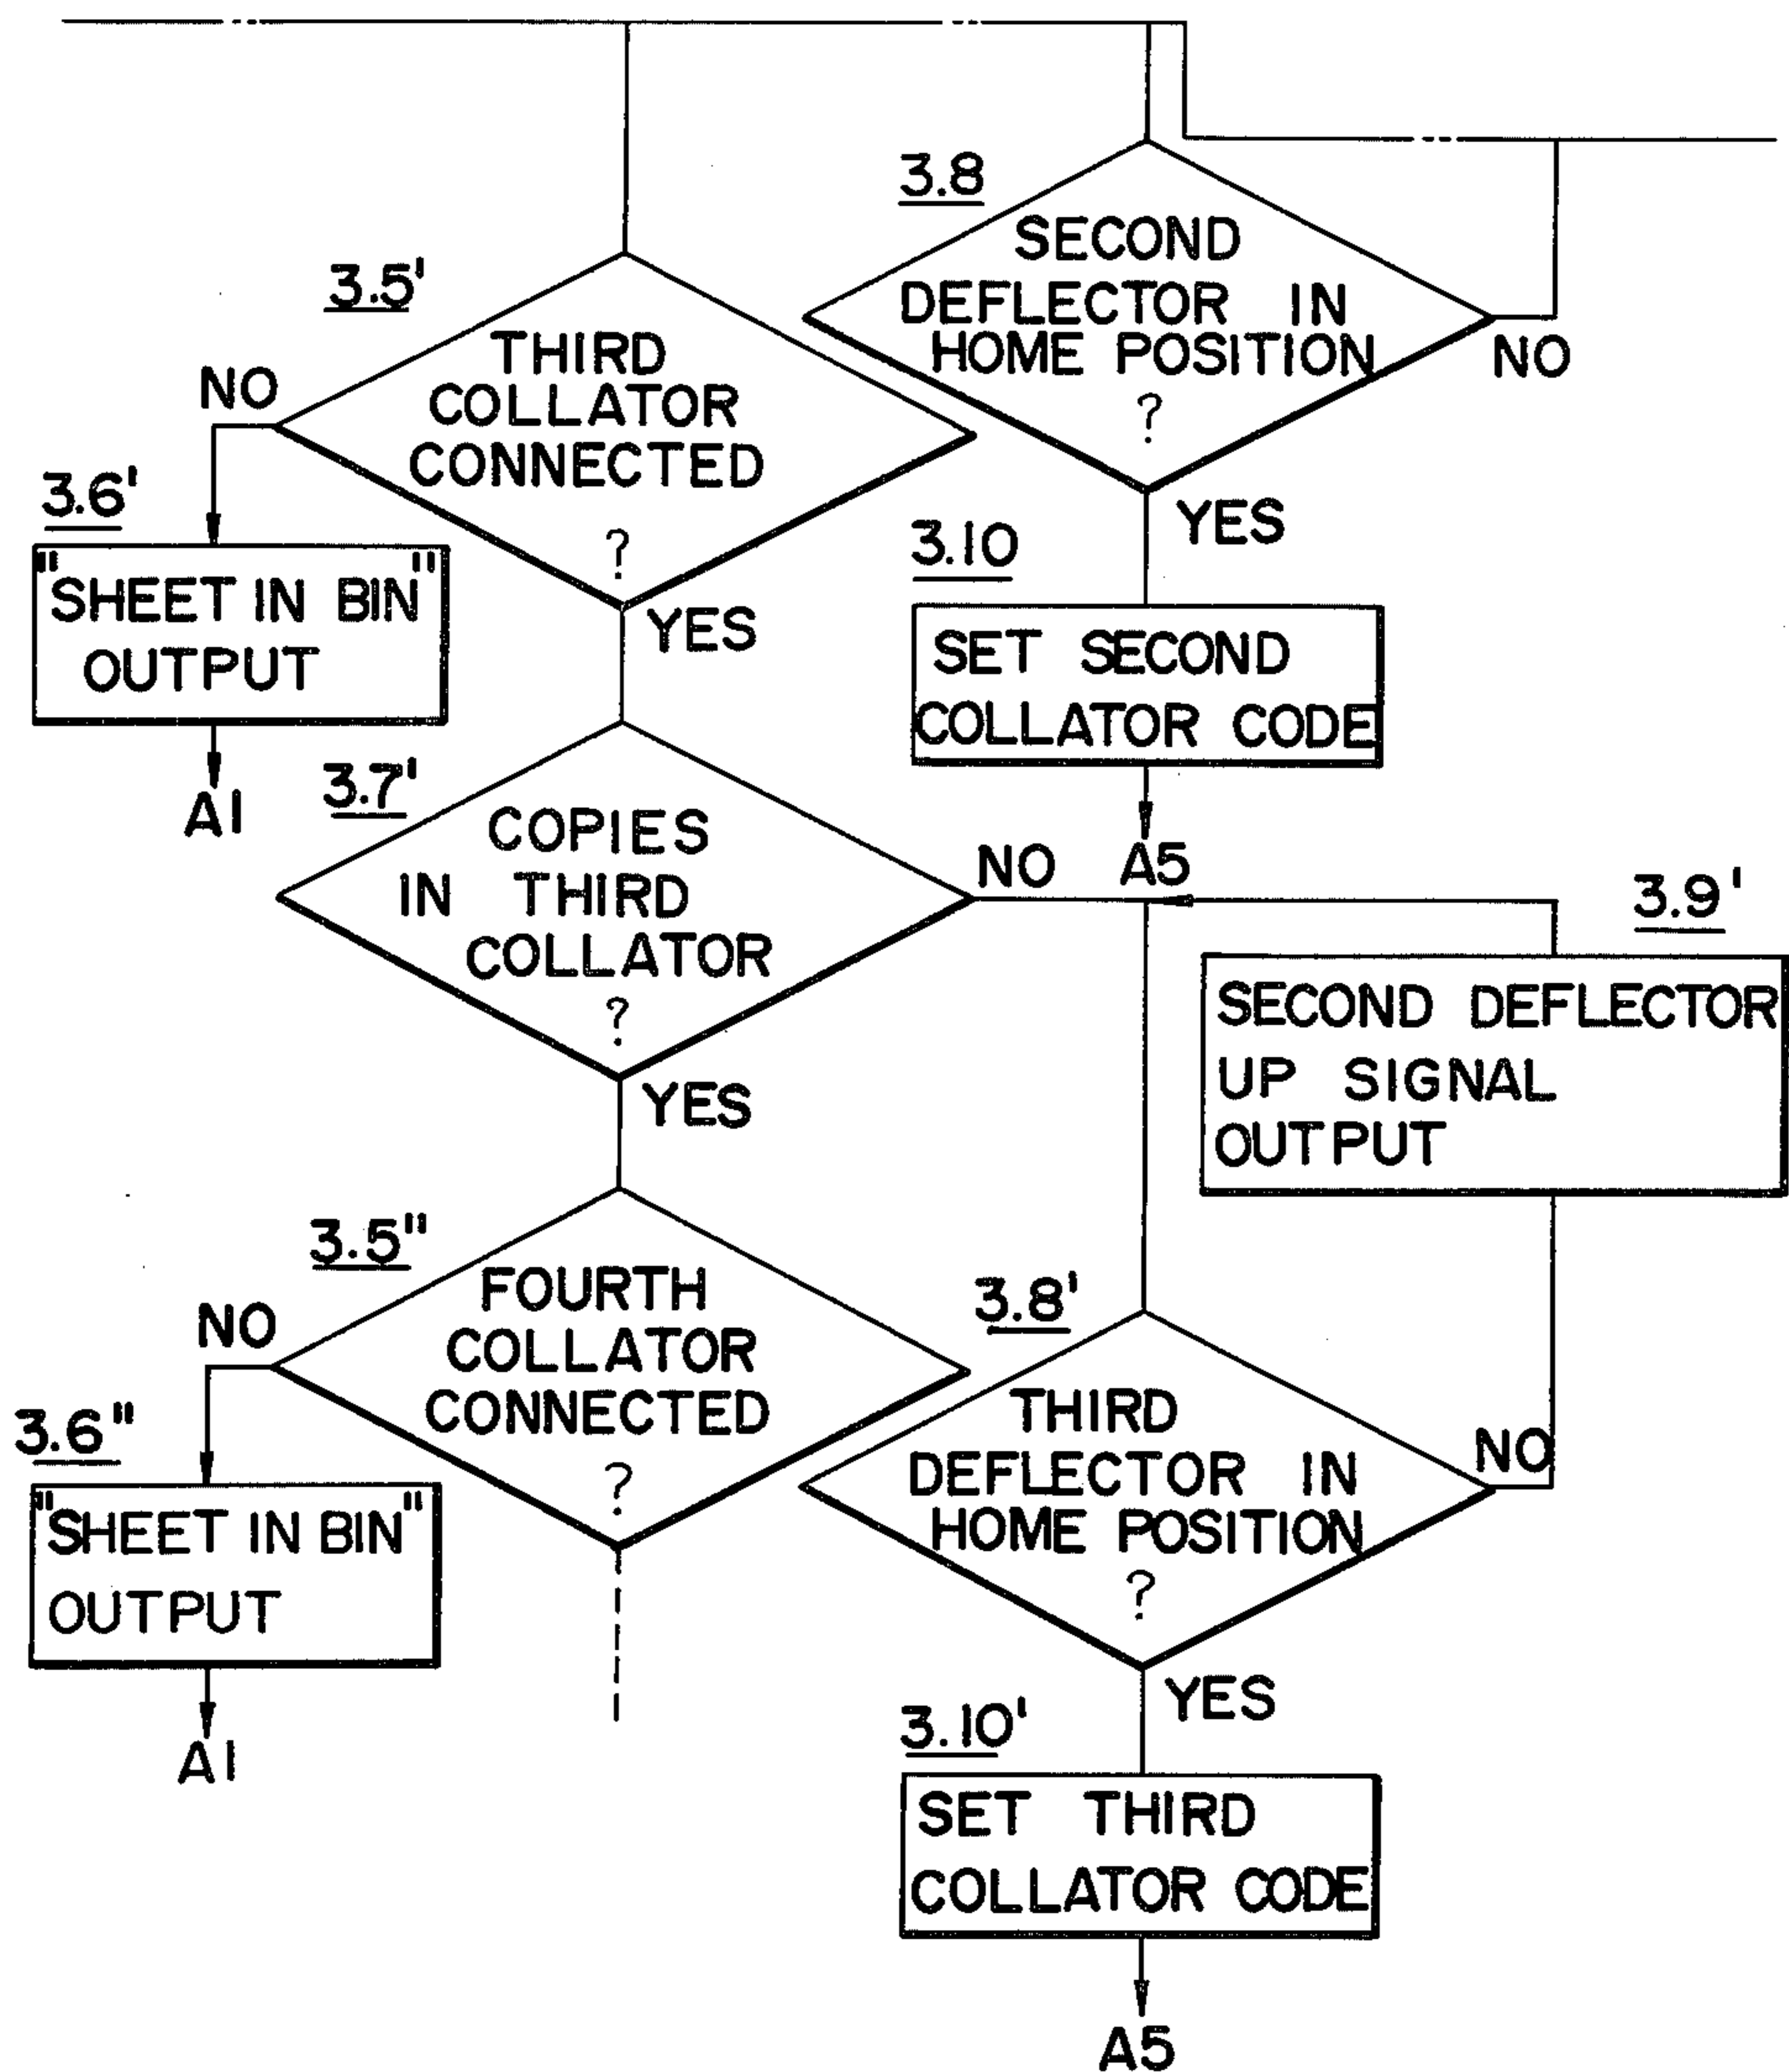 3.8
SECOND
DEFLECTOR IN
HOME POSITION
?
NO
YES
3.5'
THIRD
COLLATOR
CONNECTED
?
NO
YES
3.6'
"SHEET IN BIN"
OUTPUT
A1
3.10
SET SECOND
COLLATOR CODE
A5
3.7'
COPIES
IN THIRD
COLLATOR
?
NO
YES
3.9'
SECOND DEFLECTOR
UP SIGNAL
OUTPUT
3.5"
FOURTH
COLLATOR
CONNECTED
?
NO
3.6"
"SHEET IN BIN"
OUTPUT
A1
3.8'
THIRD
DEFLECTOR IN
HOME POSITION
?
NO
YES
3.10'
SET THIRD
COLLATOR CODE
A5